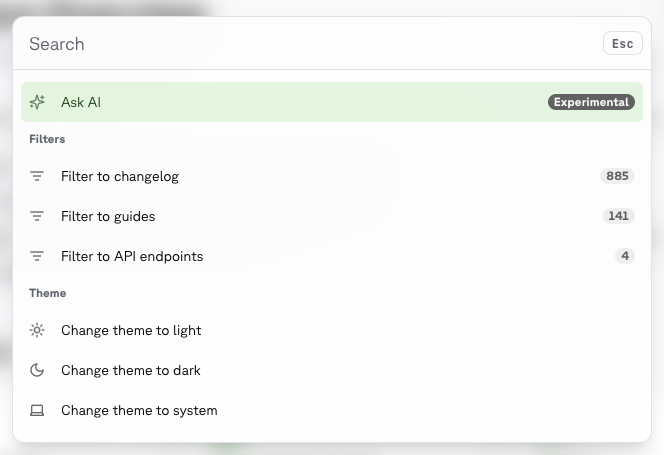 Search Esc
Ask AI Experimental
Filters
Filter to changelog 885
Filter to guides 141
Filter to API endpoints 4
Theme
Change theme to light
Change theme to dark
Change theme to system